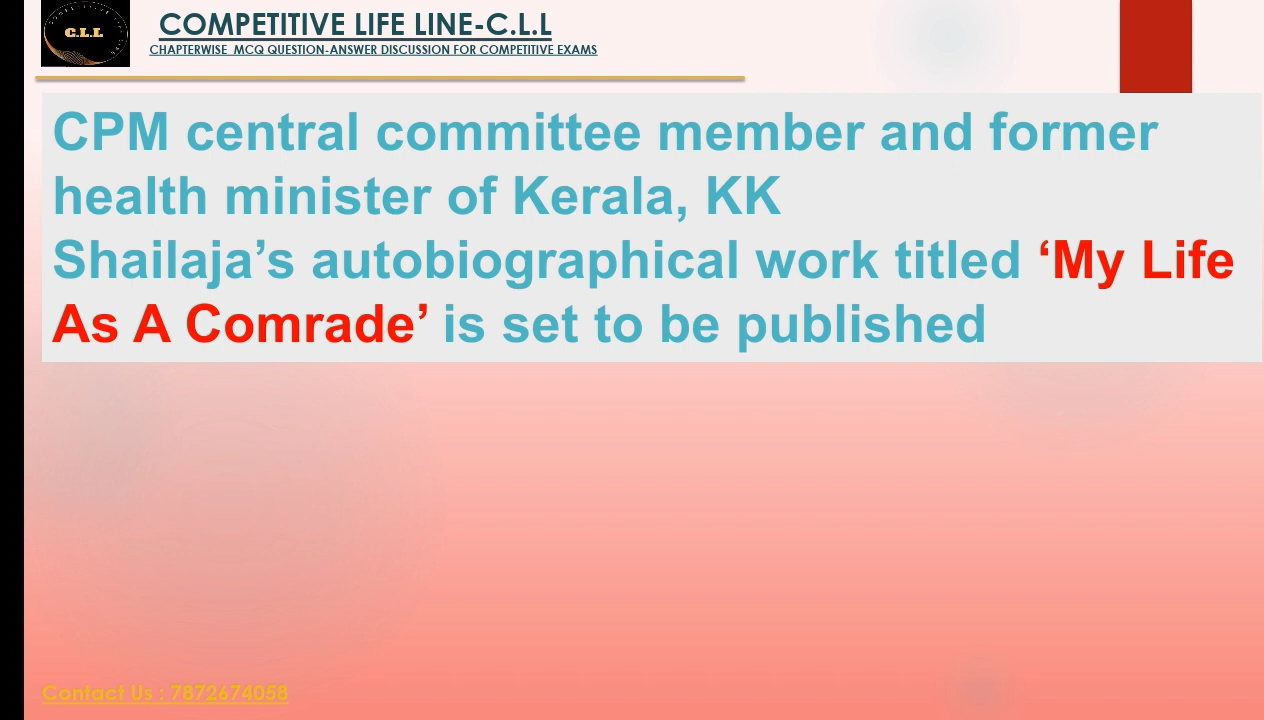 C.L.L
COMPETITIVE LIFE LINE-C.L.L
CHAPTERWISE MCQ QUESTION-ANSWER DISCUSSION FOR COMPETITIVE EXAMS
CPM central committee member and former
health minister of Kerala, KK
Shailaja’s autobiographical work titled ‘My Life
As A Comrade’ is set to be published
Contact Us : 7872674058